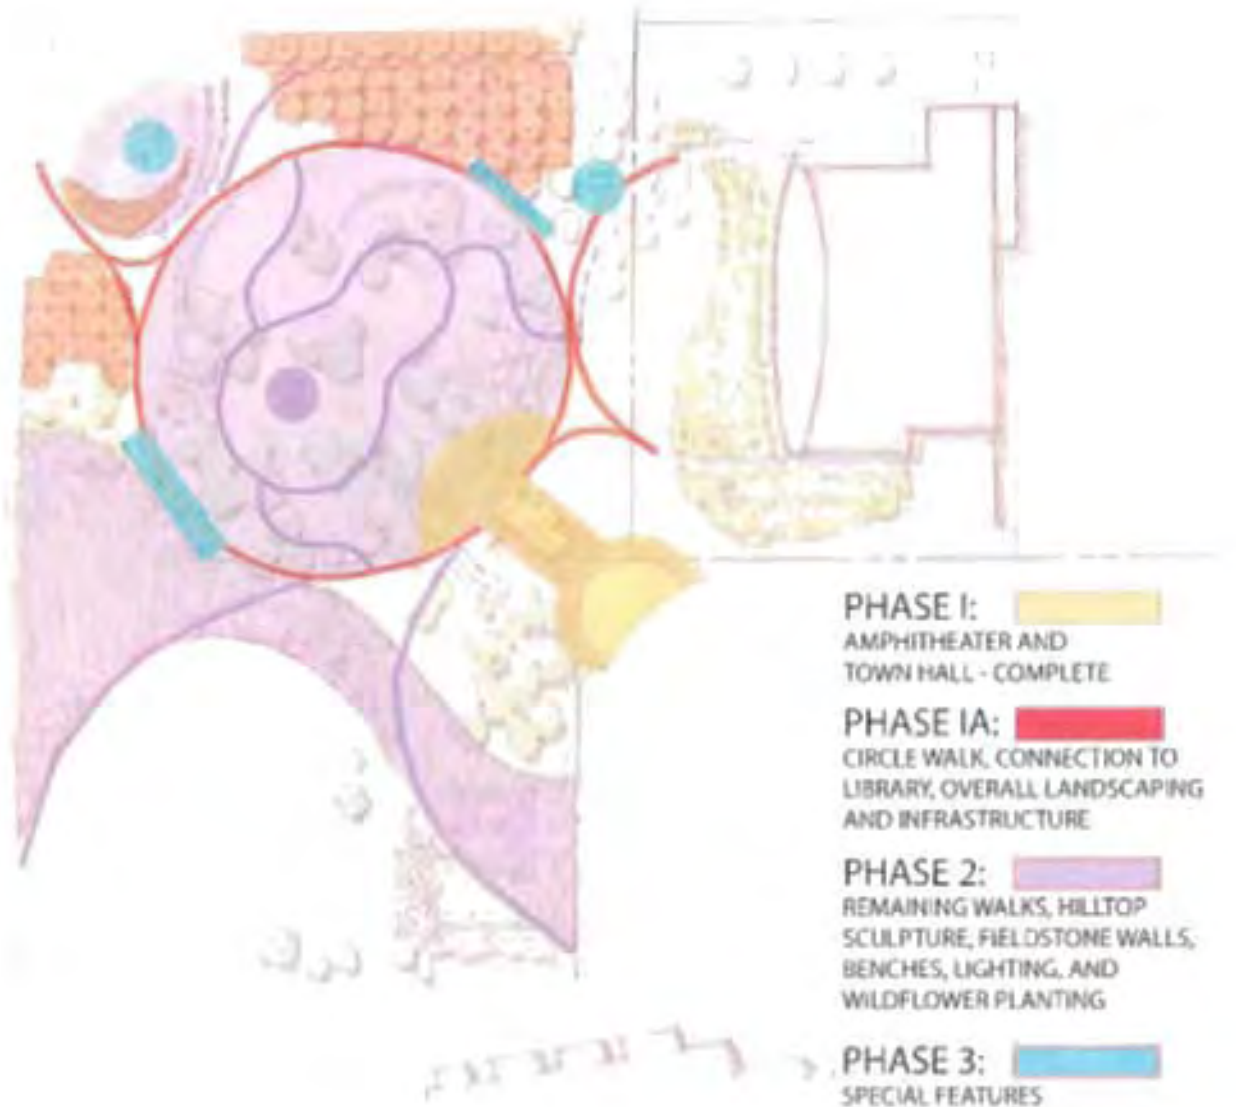 PHASE I:
AMPHITHEATER AND
TOWN HALL - COMPLETE
PHASE IA:
CIRCLE WALK, CONNECTION TO
LIBRARY, OVERALL LANDSCAPING
AND INFRASTRUCTURE
PHASE 2:
REMAINING WALKS, HILLTOP
SCULPTURE, FIELDSTONE WALLS,
BENCHES, LIGHTING, AND
WILDFLOWER PLANTING
PHASE 3:
SPECIAL FEATURES